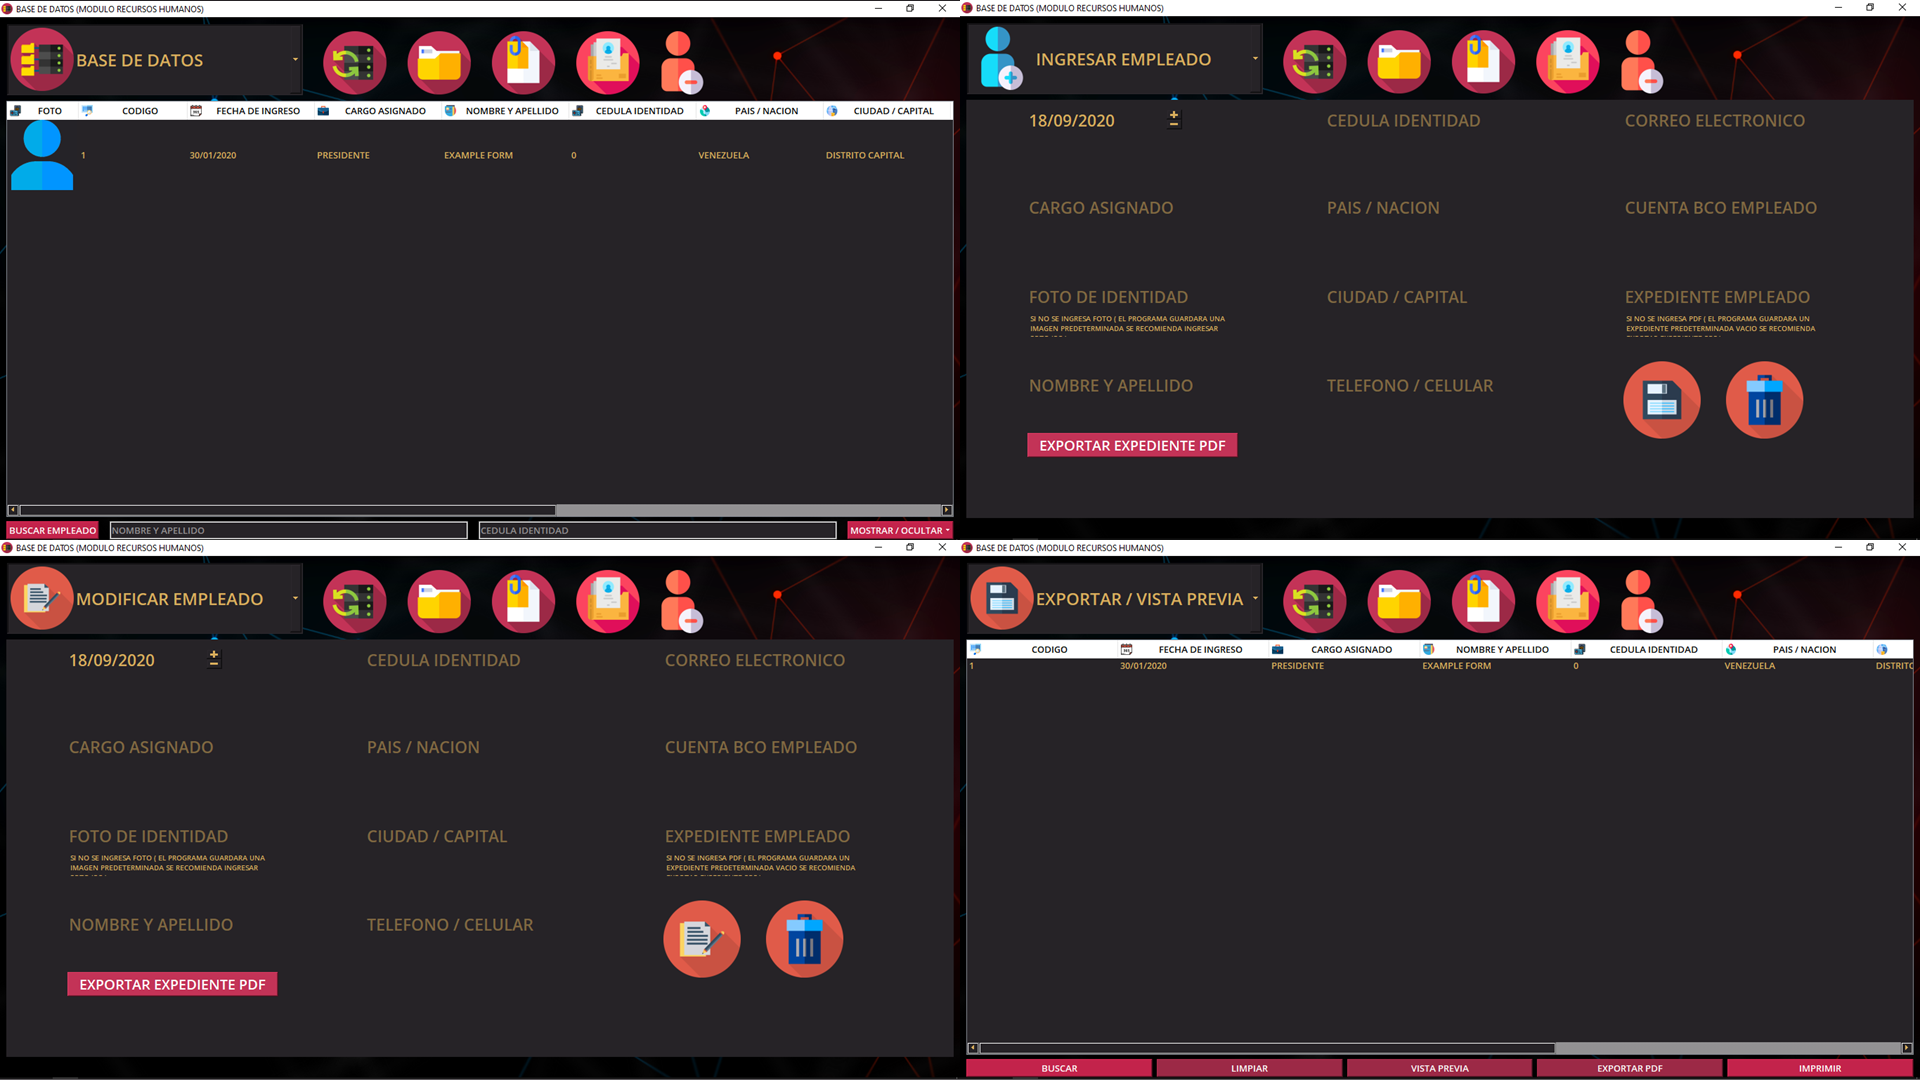 BASE DE DATOS (MODULO RECURSOS HUMANOS)
BASE DE DATOS
FOTO CODIGO FECHA DE INGRESO CARGO ASIGNADO NOMBRE Y APELLIDO CEDULA IDENTIDAD PAIS / NACION CIUDAD / CAPITAL
1 30/01/2020 PRESIDENTE EXAMPLE FORM 0 VENEZUELA DISTRITO CAPITAL
BUSCAR EMPLEADO NOMBRE Y APELLIDO CEDULA IDENTIDAD MOSTRAR / OCULTAR
BASE DE DATOS (MODULO RECURSOS HUMANOS)
INGRESAR EMPLEADO
18/09/2020 CEDULA IDENTIDAD CORREO ELECTRONICO
CARGO ASIGNADO PAIS / NACION CUENTA BCO EMPLEADO
FOTO DE IDENTIDAD CIUDAD / CAPITAL EXPEDIENTE EMPLEADO
SI NO SE INGRESA FOTO ( EL PROGRAMA GUARDARA UNA SI NO SE INGRESA PDF ( EL PROGRAMA GUARDARA UN
IMAGEN PREDETERMINADA SE RECOMIENDA INGRESAR EXPEDIENTE PREDETERMINADA VACIO SE RECOMIENDA
NOMBRE Y APELLIDO TELEFONO / CELULAR
EXPORTAR EXPEDIENTE PDF
BASE DE DATOS (MODULO RECURSOS HUMANOS)
MODIFICAR EMPLEADO
18/09/2020 CEDULA IDENTIDAD CORREO ELECTRONICO
CARGO ASIGNADO PAIS / NACION CUENTA BCO EMPLEADO
FOTO DE IDENTIDAD CIUDAD / CAPITAL EXPEDIENTE EMPLEADO
SI NO SE INGRESA FOTO ( EL PROGRAMA GUARDARA UNA SI NO SE INGRESA PDF ( EL PROGRAMA GUARDARA UN
IMAGEN PREDETERMINADA SE RECOMIENDA INGRESAR EXPEDIENTE PREDETERMINADA VACIO SE RECOMIENDA
NOMBRE Y APELLIDO TELEFONO / CELULAR
EXPORTAR EXPEDIENTE PDF
BASE DE DATOS (MODULO RECURSOS HUMANOS)
EXPORTAR / VISTA PREVIA
CODIGO FECHA DE INGRESO CARGO ASIGNADO NOMBRE Y APELLIDO CEDULA IDENTIDAD PAIS / NACION
1 30/01/2020 PRESIDENTE EXAMPLE FORM 0 VENEZUELA DISTRITO
BUSCAR LIMPIAR VISTA PREVIA EXPORTAR PDF IMPRIMIR